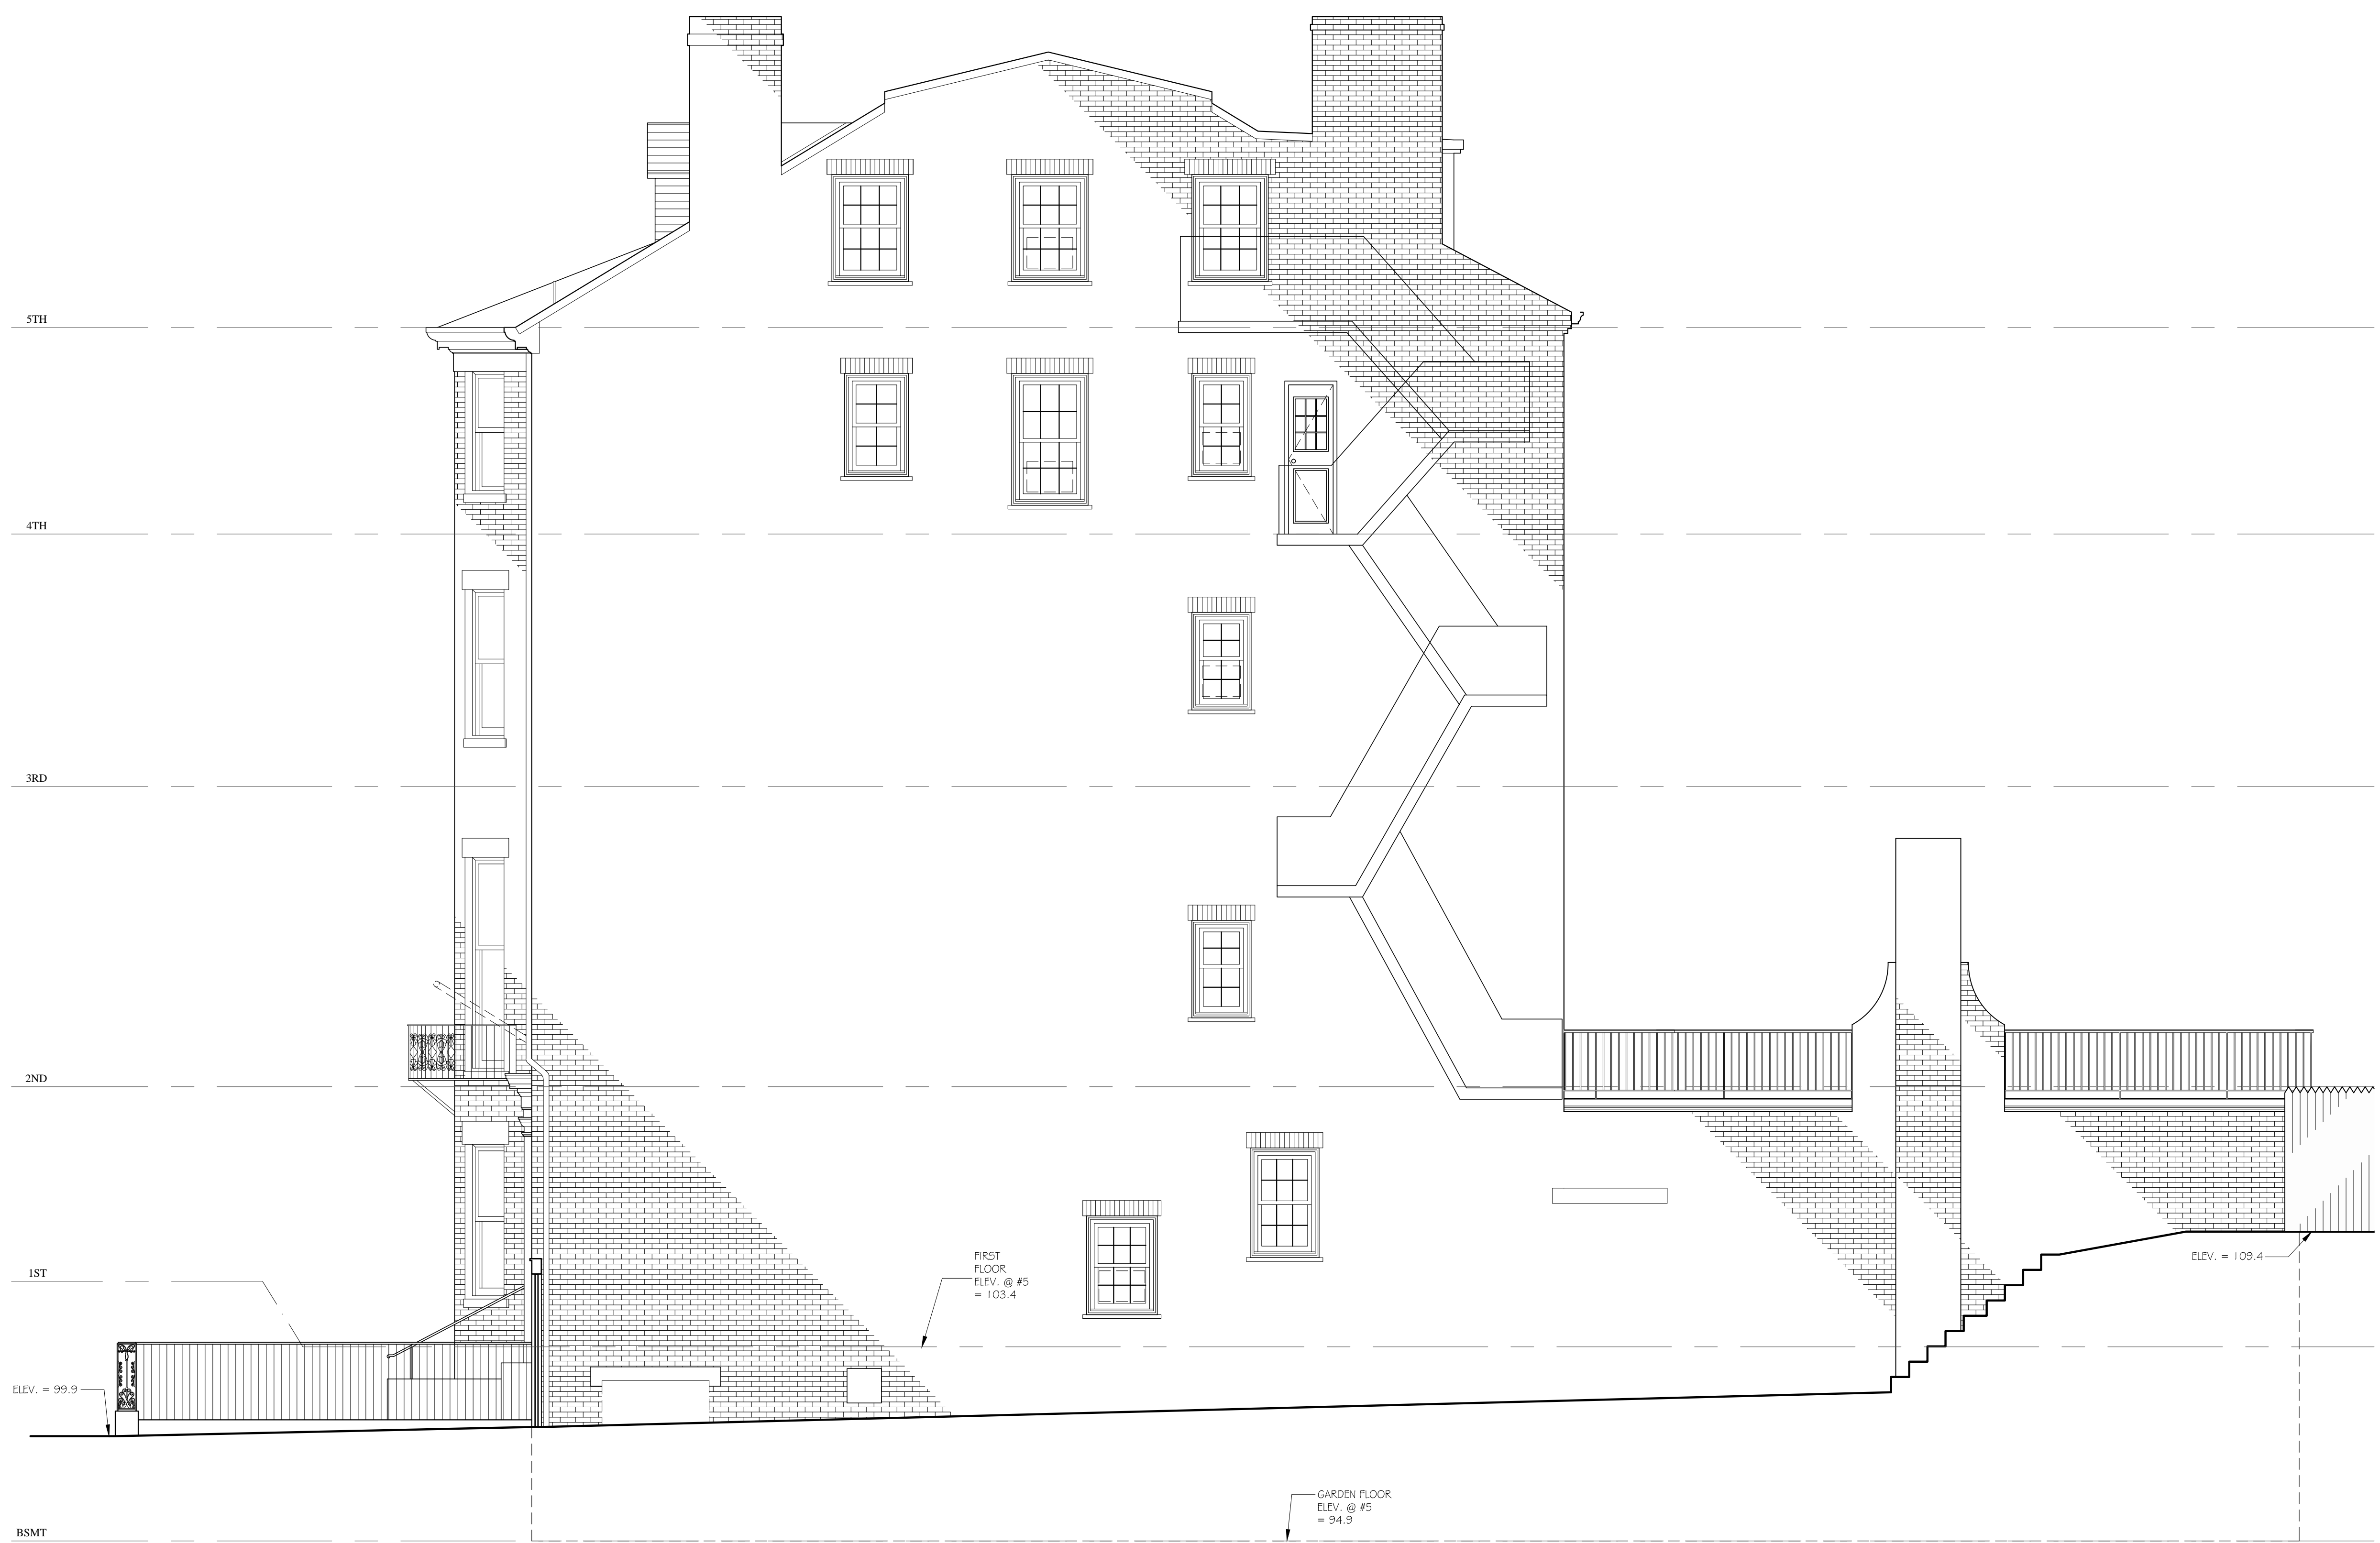 5TH
4TH
3RD
2ND
1ST
FIRST
FLOOR
ELEV. @ #5
= 103.4
ELEV. = 109.4
ELEV. = 99.9
GARDEN FLOOR
ELEV. @ #5
= 94.9
BSMT